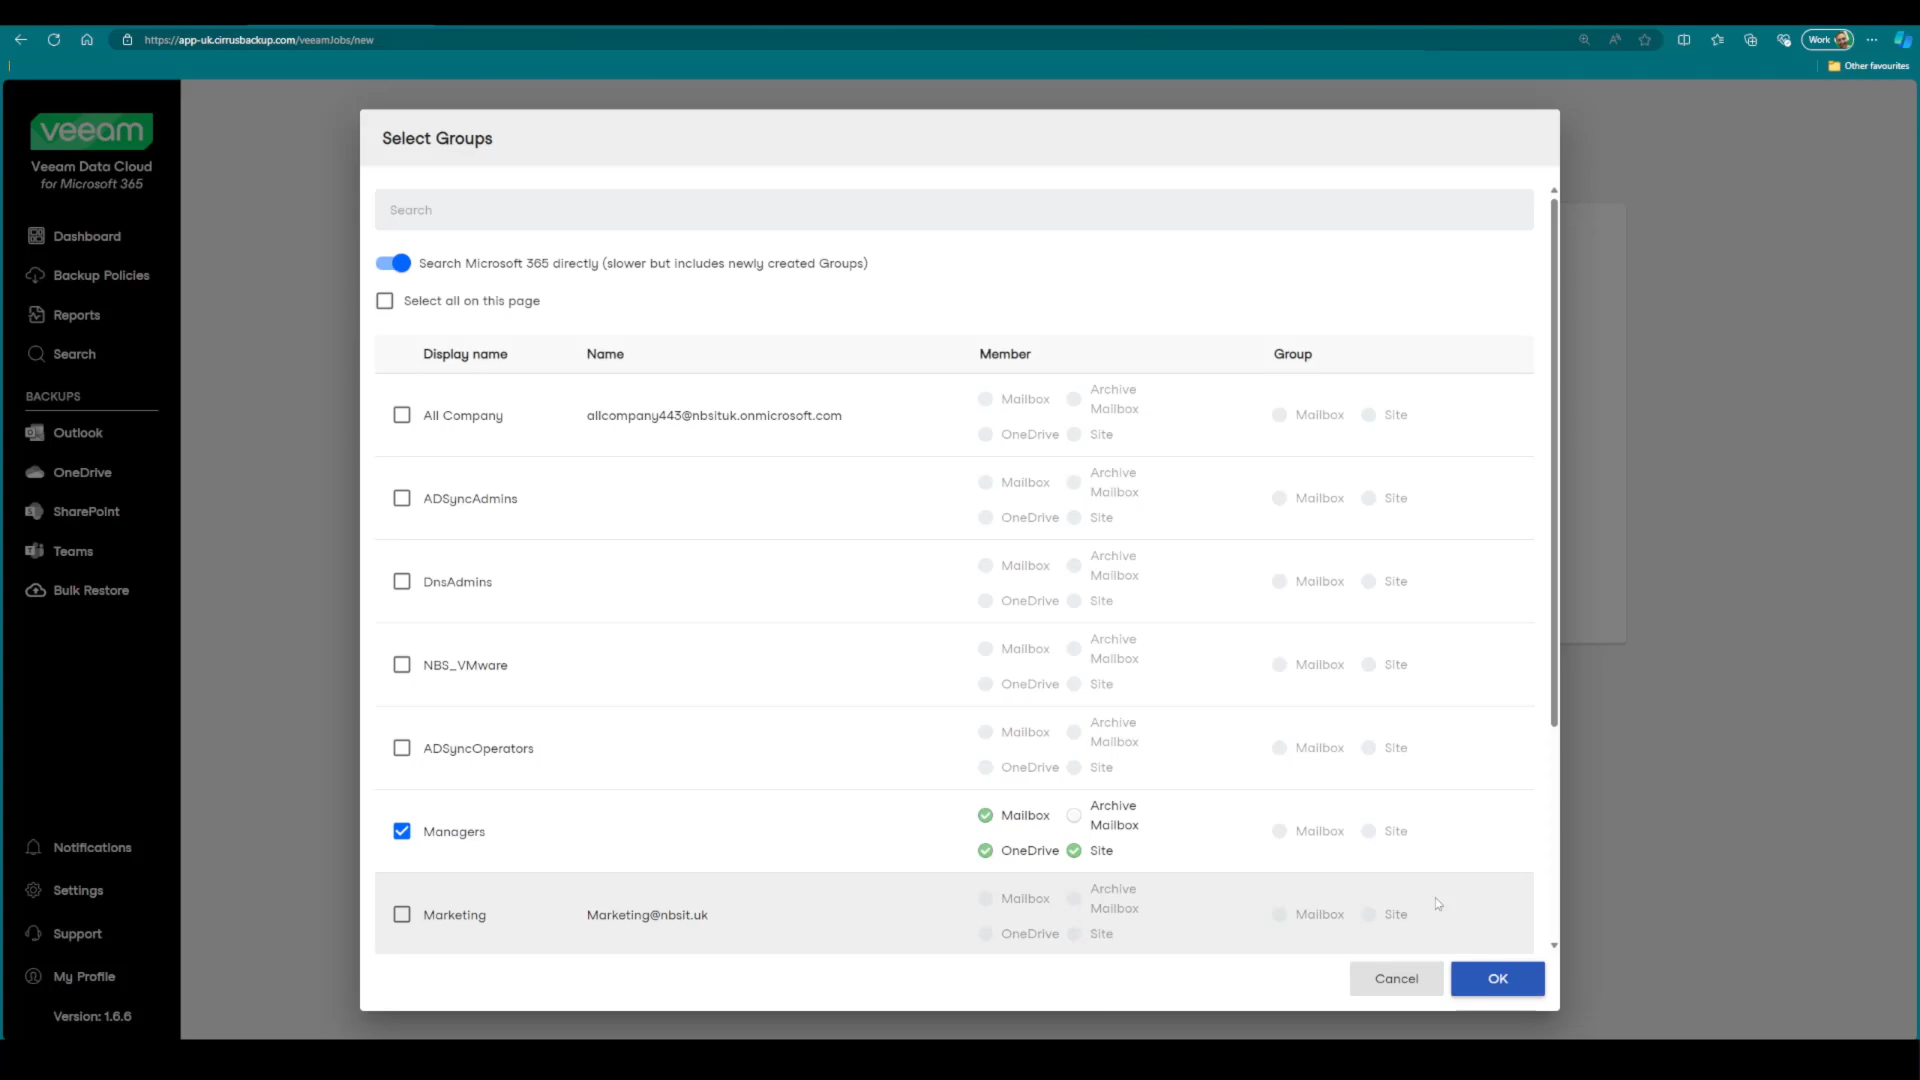 https://app-uk.cirrusbackup.com/veeamJobs/new
Work
Other favourites
veeam
Veeam Data Cloud
for Microsoft 365
Dashboard
Backup Policies
Reports
Search
BACKUPS
Outlook
OneDrive
SharePoint
Teams
Bulk Restore
Notifications
Settings
Support
My Profile
Version: 1.6.6
Select Groups
Search
Search Microsoft 365 directly (slower but includes newly created Groups)
Select all on this page
Display name Name Member Group
All Company allcompany443@nbsituk.onmicrosoft.com Mailbox Archive Mailbox Mailbox Site
OneDrive Site
ADSyncAdmins Mailbox Archive Mailbox Mailbox Site
OneDrive Site
DnsAdmins Mailbox Archive Mailbox Mailbox Site
OneDrive Site
NBS_VMware Mailbox Archive Mailbox Mailbox Site
OneDrive Site
ADSyncOperators Mailbox Archive Mailbox Mailbox Site
OneDrive Site
Managers Mailbox Archive Mailbox Mailbox Site
OneDrive Site
Marketing Marketing@nbsit.uk Mailbox Archive Mailbox Mailbox Site
OneDrive Site
Cancel OK